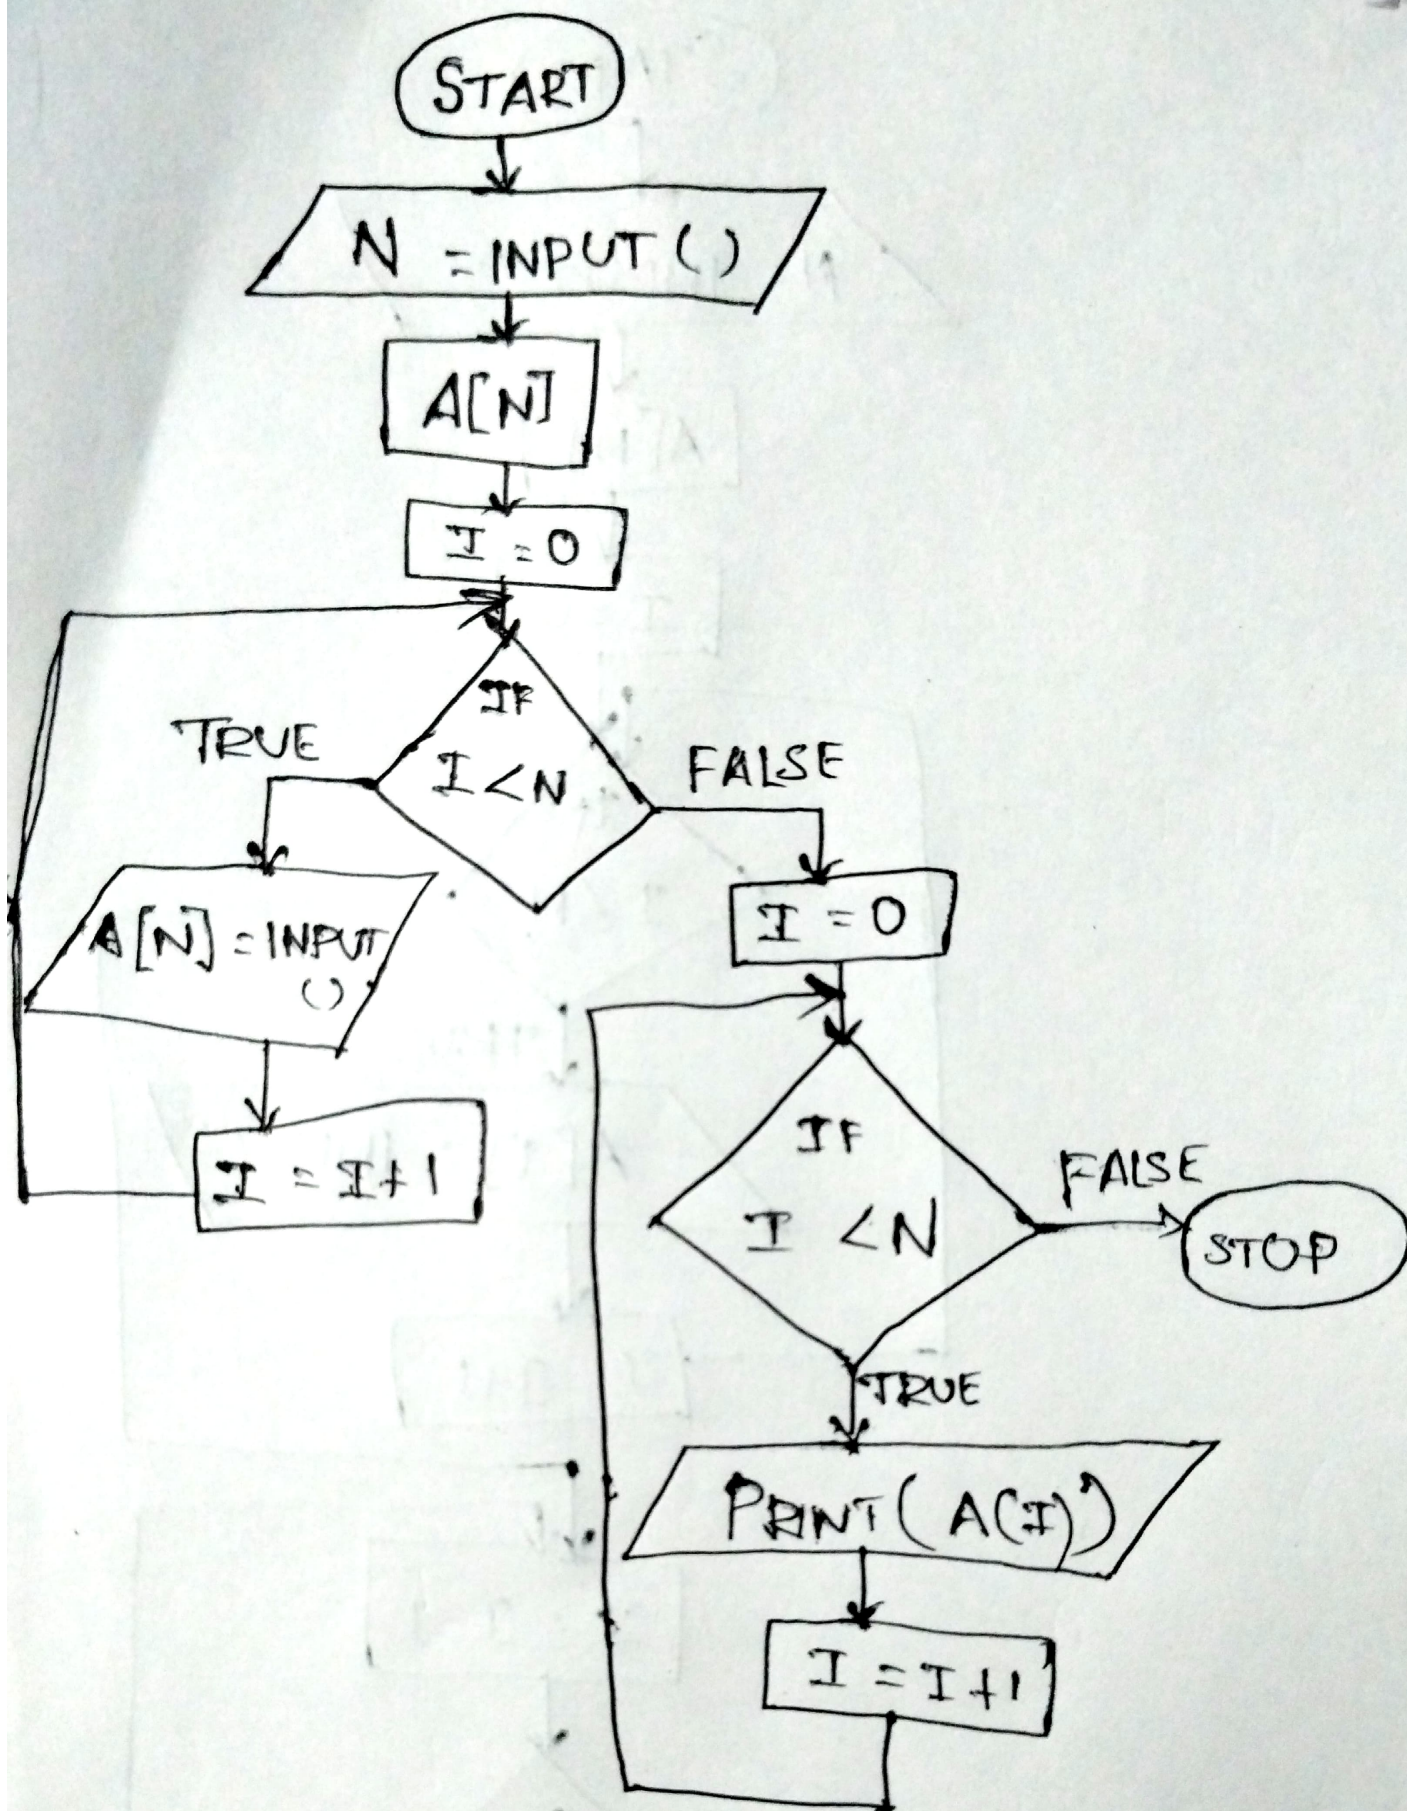 START
N = INPUT ()
A[N]
I = 0
IF
I < N
TRUE
FALSE
A[N] = INPUT
()
I = I+1
I = 0
IF
I < N
FALSE
STOP
TRUE
PRINT( A(I) )
I = I+1